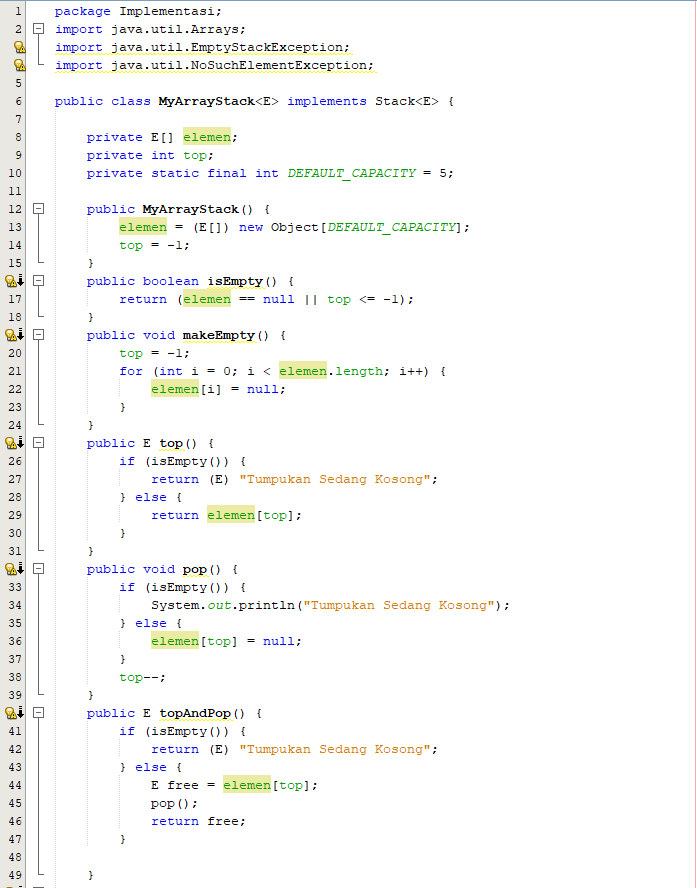 1 package Implementasi;
2 import java.util.Arrays;
import java.util.EmptyStackException;
import java.util.NoSuchElementException;
5
6 public class MyArrayStack<E> implements Stack<E> {
7
8 private E[] elemen;
9 private int top;
10 private static final int DEFAULT_CAPACITY = 5;
11
12 public MyArrayStack() {
13 elemen = (E[]) new Object[DEFAULT_CAPACITY];
14 top = -1;
15 }
public boolean isEmpty() {
17 return (elemen == null || top <= -1);
18 }
public void makeEmpty() {
20 top = -1;
21 for (int i = 0; i < elemen.length; i++) {
22 elemen[i] = null;
23 }
24 }
public E top() {
26 if (isEmpty()) {
27 return (E) "Tumpukan Sedang Kosong";
28 } else {
29 return elemen[top];
30 }
31 }
public void pop() {
33 if (isEmpty()) {
34 System.out.println("Tumpukan Sedang Kosong");
35 } else {
36 elemen[top] = null;
37 }
38 top--;
39 }
public E topAndPop() {
41 if (isEmpty()) {
42 return (E) "Tumpukan Sedang Kosong";
43 } else {
44 E free = elemen[top];
45 pop();
46 return free;
47 }
48
49 }